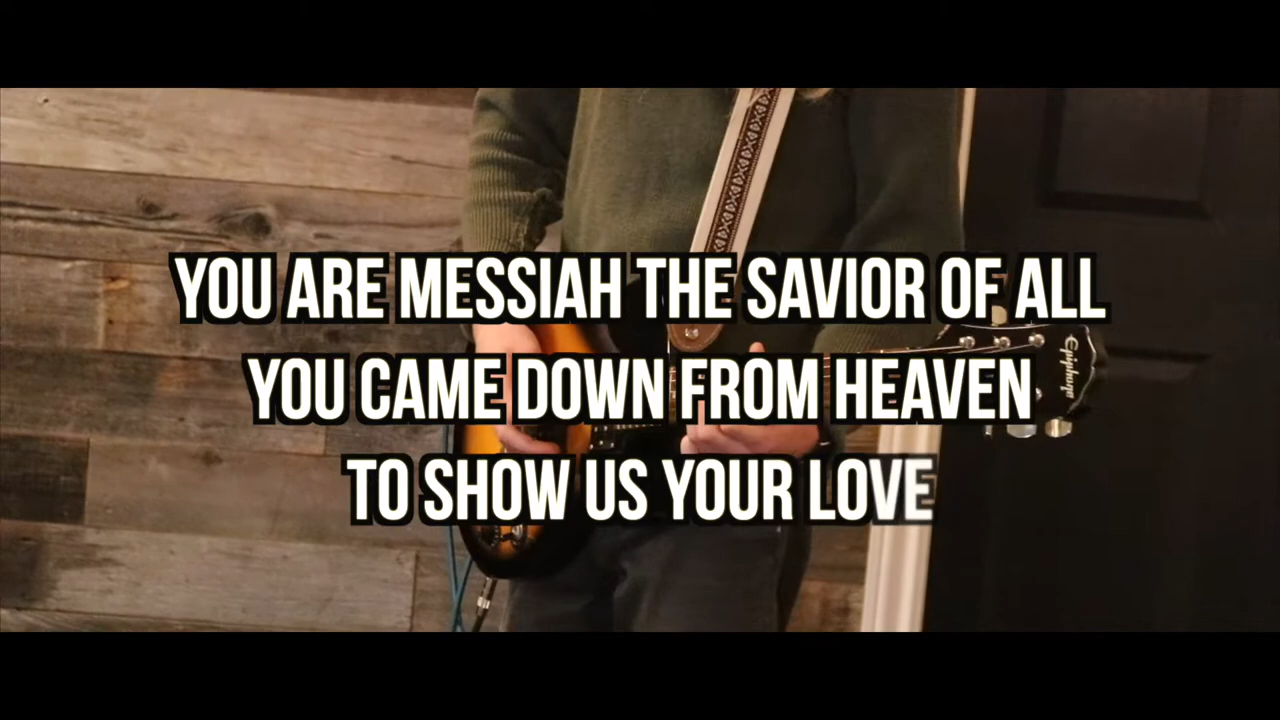 YOU ARE MESSIAH THE SAVIOR OF ALL
YOU CAME DOWN FROM HEAVEN
TO SHOW US YOUR LOVE
Epiphone